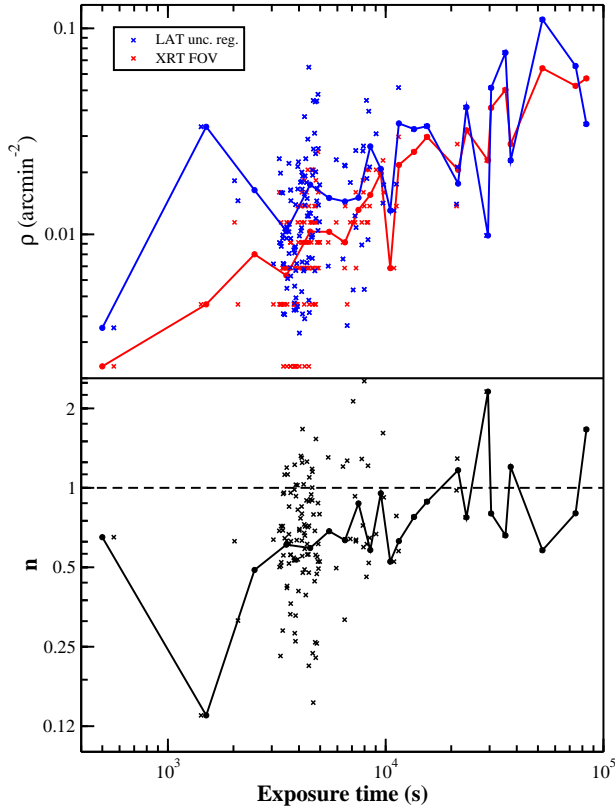 0.1
LAT unc. reg.
XRT FOV
ρ (arcmin⁻²)
0.01
2
1
n
0.5
0.25
0.12
10³
10⁴
10⁵
Exposure time (s)